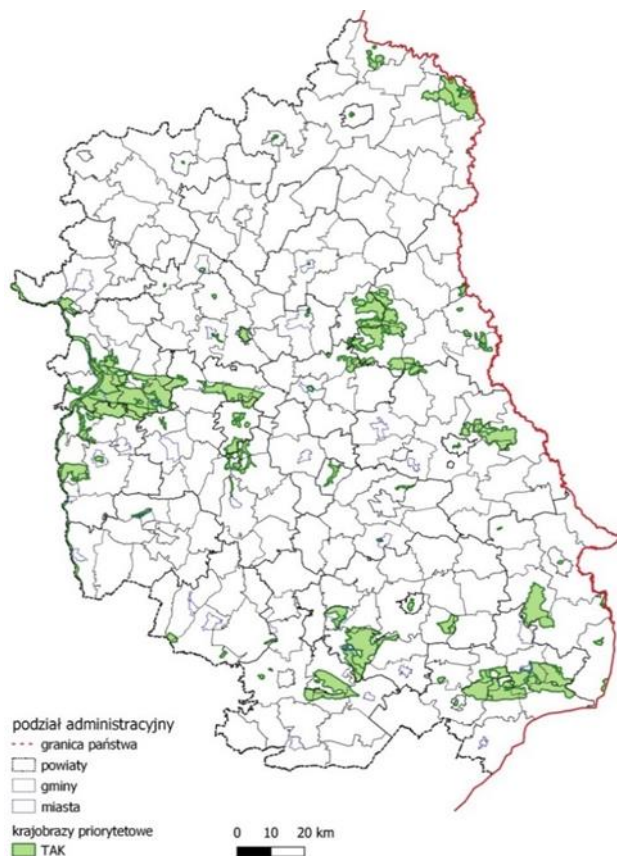 podział administracyjny
granica państwa
powiaty
gminy
miasta
krajobrazy priorytetowe
TAK
0 10 20 km